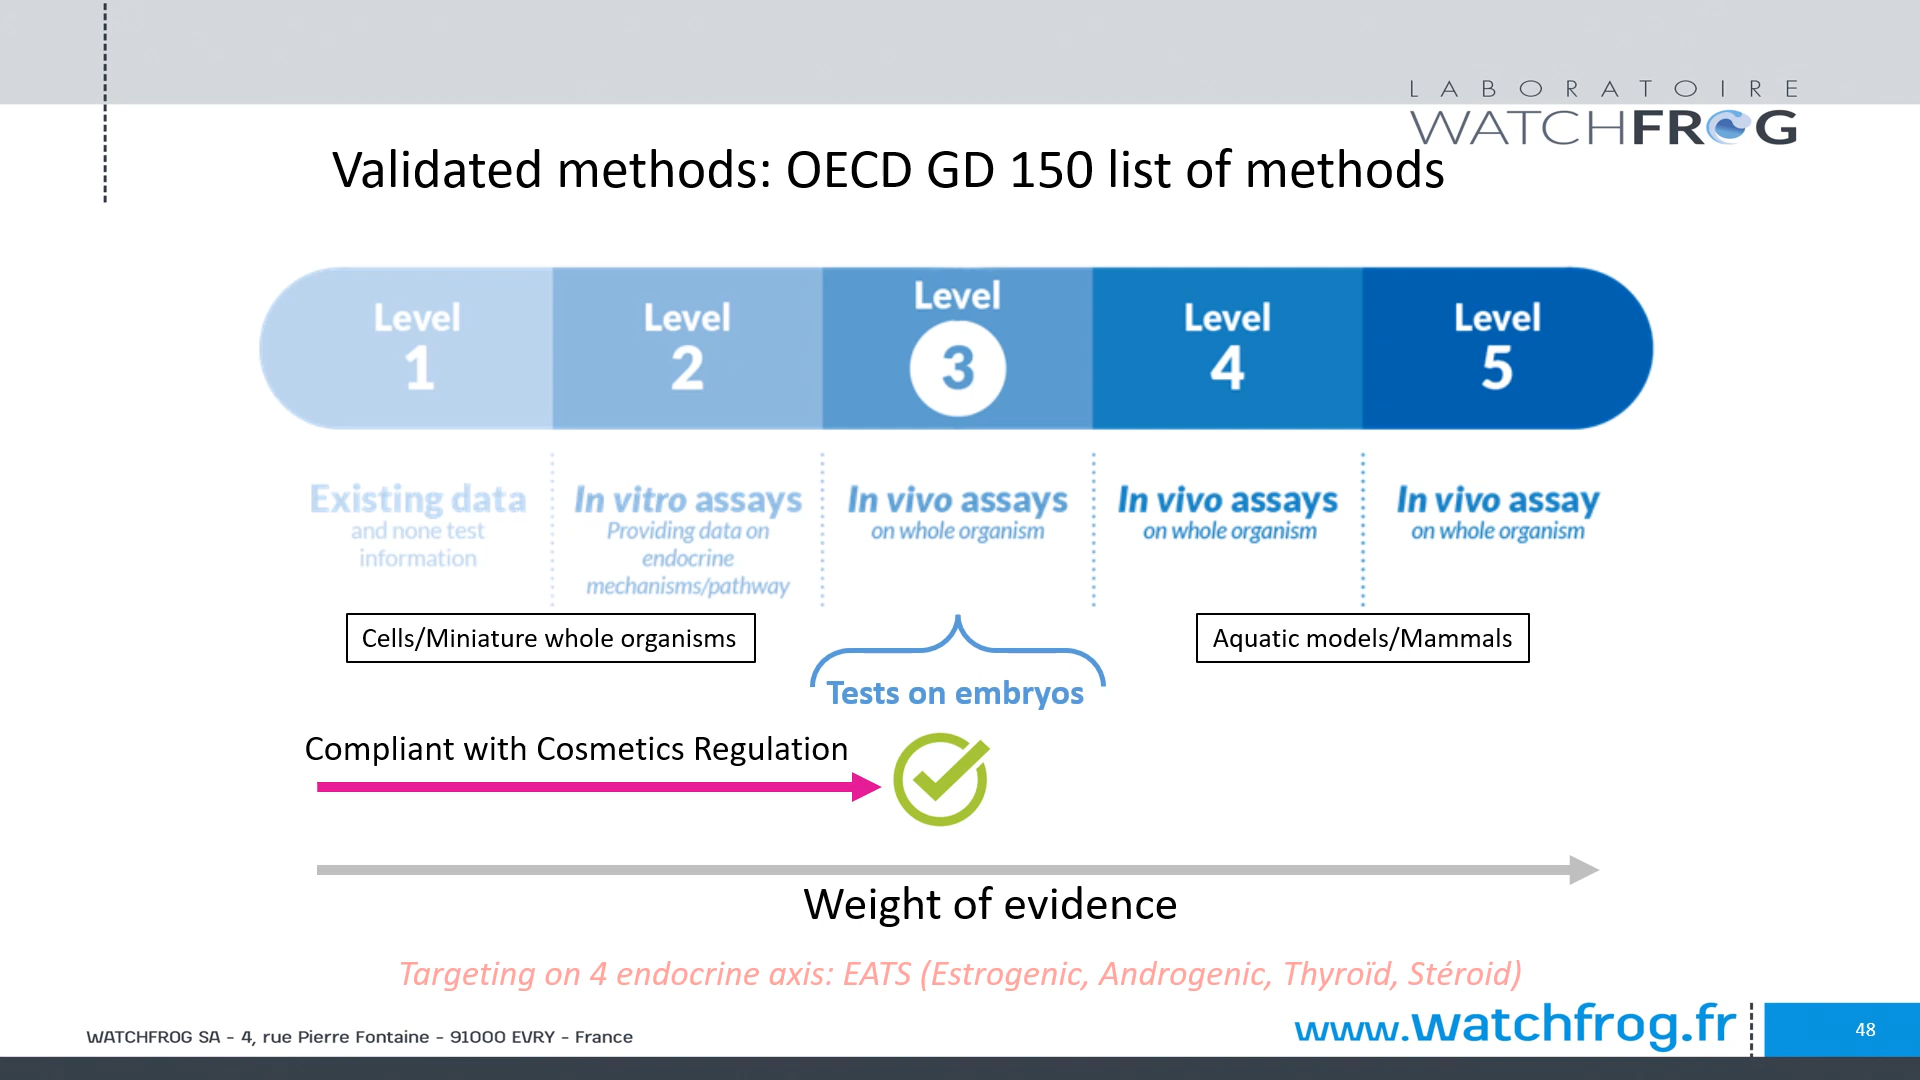 LABORATOIRE
WATCHFROG
Validated methods: OECD GD 150 list of methods
Level
1
Level
2
Level
3
Level
4
Level
5
Existing data
and none test
information
In vitro assays
Providing data on
endocrine
mechanisms/pathway
In vivo assays
on whole organism
In vivo assays
on whole organism
In vivo assay
on whole organism
Cells/Miniature whole organisms
Aquatic models/Mammals
Tests on embryos
Compliant with Cosmetics Regulation
Weight of evidence
Targeting on 4 endocrine axis: EATS (Estrogenic, Androgenic, Thyroïd, Stéroid)
WATCHFROG SA - 4, rue Pierre Fontaine - 91000 EVRY - France
www.watchfrog.fr
48